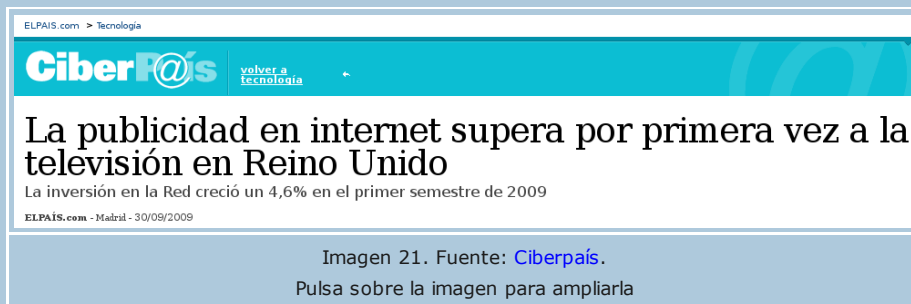 ELPAIS.com > Tecnología
CiberP@ís
volver a
tecnología
La publicidad en internet supera por primera vez a la
televisión en Reino Unido
La inversión en la Red creció un 4,6% en el primer semestre de 2009
ELPAÍS.com - Madrid - 30/09/2009
Imagen 21. Fuente: Ciberpaís.
Pulsa sobre la imagen para ampliarla